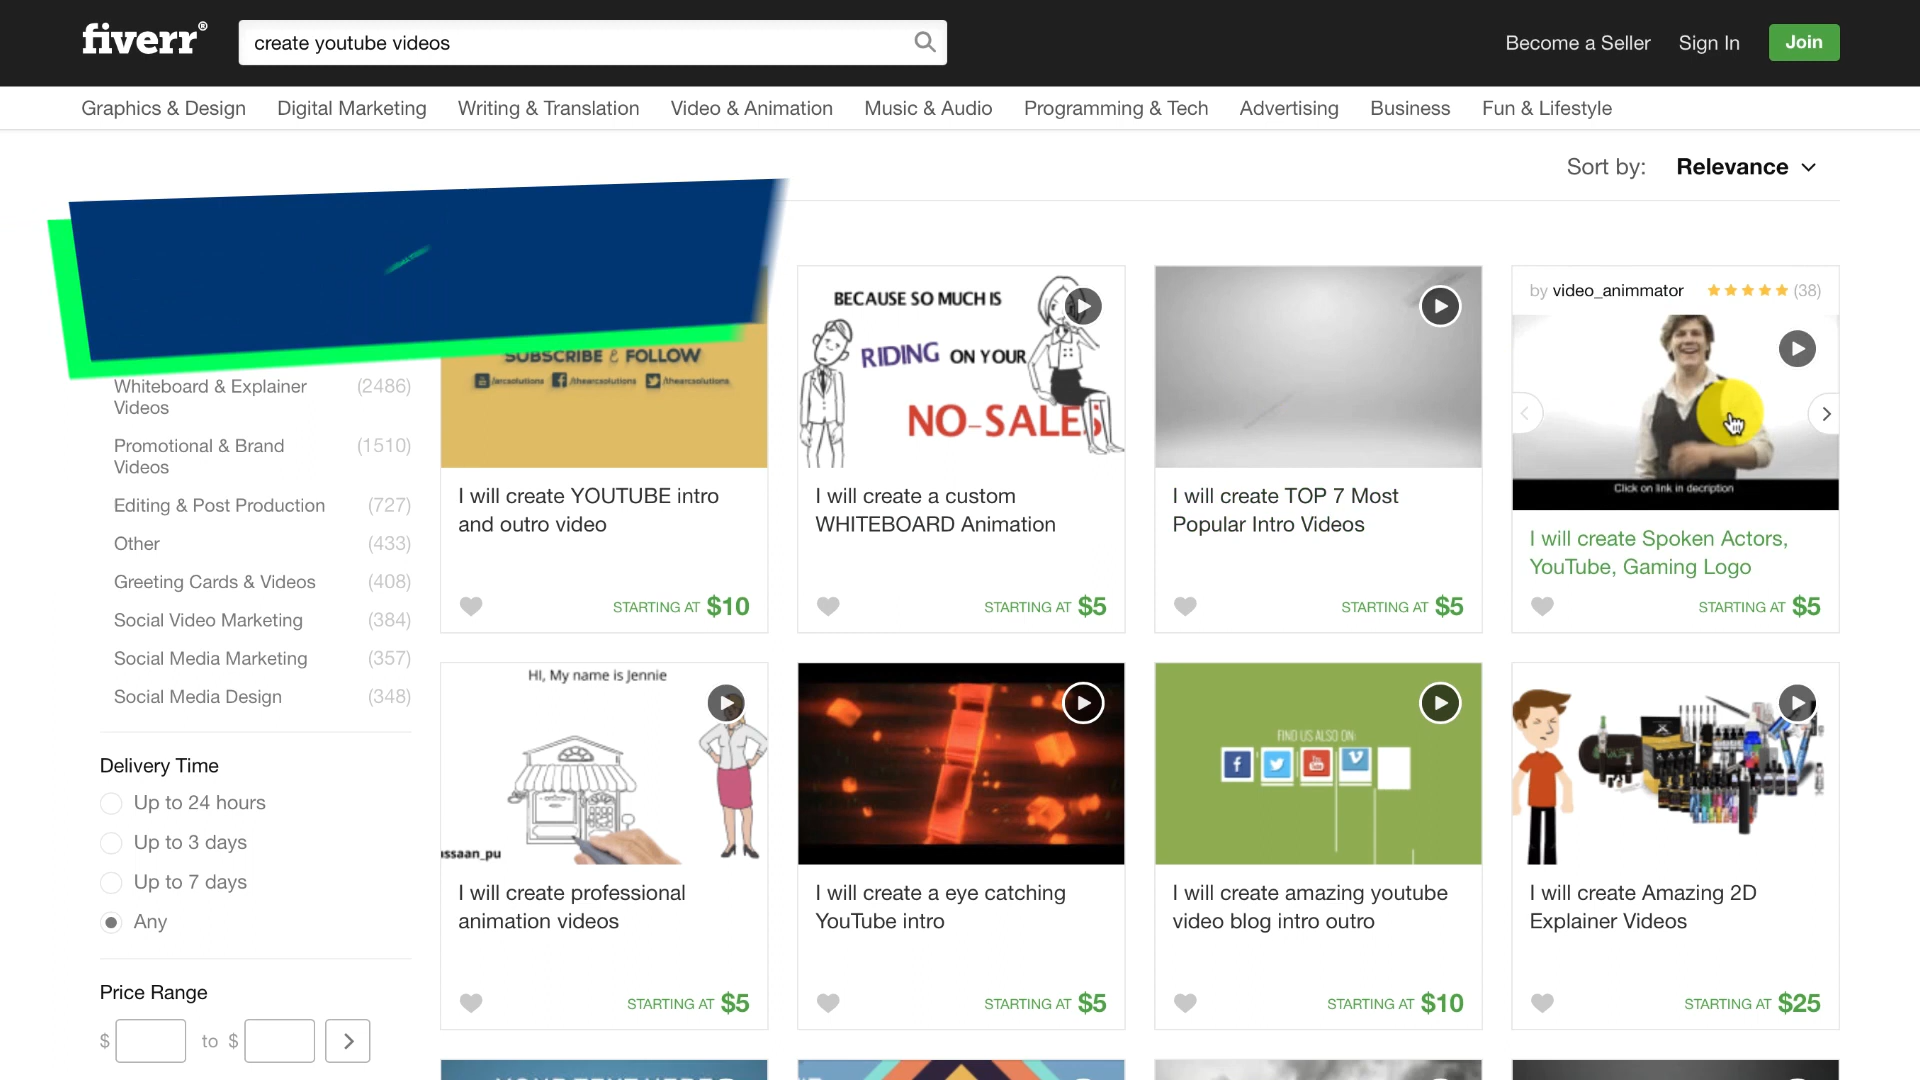 fiverr®
create youtube videos
Become a Seller
Sign In
Join
Graphics & Design
Digital Marketing
Writing & Translation
Video & Animation
Music & Audio
Programming & Tech
Advertising
Business
Fun & Lifestyle
Sort by: Relevance
Whiteboard & Explainer
Videos
(2486)
Promotional & Brand
Videos
(1510)
Editing & Post Production (727)
Other (433)
Greeting Cards & Videos (408)
Social Video Marketing (384)
Social Media Marketing (357)
Social Media Design (348)
Delivery Time
Up to 24 hours
Up to 3 days
Up to 7 days
Any
Price Range
$ to $
SUBSCRIBE & FOLLOW
/arcsolutions /thearcsolutions /thearcsolutions
I will create YOUTUBE intro
and outro video
STARTING AT $10
BECAUSE SO MUCH IS
RIDING ON YOUR
NO-SALES
I will create a custom
WHITEBOARD Animation
STARTING AT $5
I will create TOP 7 Most
Popular Intro Videos
STARTING AT $5
by video_animmator (38)
Click on link in decription
I will create Spoken Actors,
YouTube, Gaming Logo
STARTING AT $5
HI, My name is Jennie
ssaan_pu
I will create professional
animation videos
STARTING AT $5
I will create a eye catching
YouTube intro
STARTING AT $5
FIND US ALSO ON:
I will create amazing youtube
video blog intro outro
STARTING AT $10
I will create Amazing 2D
Explainer Videos
STARTING AT $25
YOUR TEXT HERE